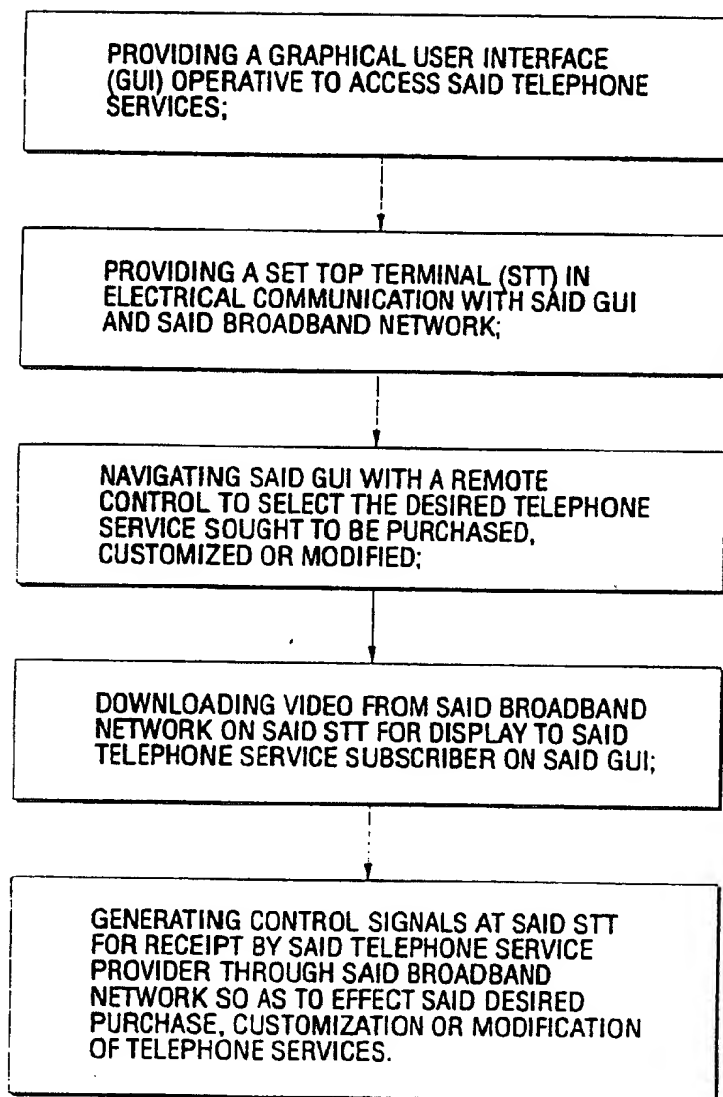 PROVIDING A GRAPHICAL USER INTERFACE
(GUI) OPERATIVE TO ACCESS SAID TELEPHONE
SERVICES;
PROVIDING A SET TOP TERMINAL (STT) IN
ELECTRICAL COMMUNICATION WITH SAID GUI
AND SAID BROADBAND NETWORK;
NAVIGATING SAID GUI WITH A REMOTE
CONTROL TO SELECT THE DESIRED TELEPHONE
SERVICE SOUGHT TO BE PURCHASED,
CUSTOMIZED OR MODIFIED;
DOWNLOADING VIDEO FROM SAID BROADBAND
NETWORK ON SAID STT FOR DISPLAY TO SAID
TELEPHONE SERVICE SUBSCRIBER ON SAID GUI;
GENERATING CONTROL SIGNALS AT SAID STT
FOR RECEIPT BY SAID TELEPHONE SERVICE
PROVIDER THROUGH SAID BROADBAND
NETWORK SO AS TO EFFECT SAID DESIRED
PURCHASE, CUSTOMIZATION OR MODIFICATION
OF TELEPHONE SERVICES.